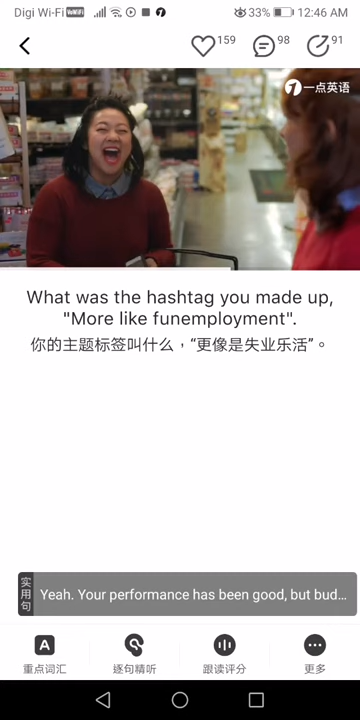 Digi Wi-Fi VoWiFi 33% 12:46 AM
159 98 91
一点英语
What was the hashtag you made up,
"More like funemployment".
你的主题标签叫什么，“更像是失业乐活”。
实用句
Yeah. Your performance has been good, but bud...
A
重点词汇 逐句精听 跟读评分 更多